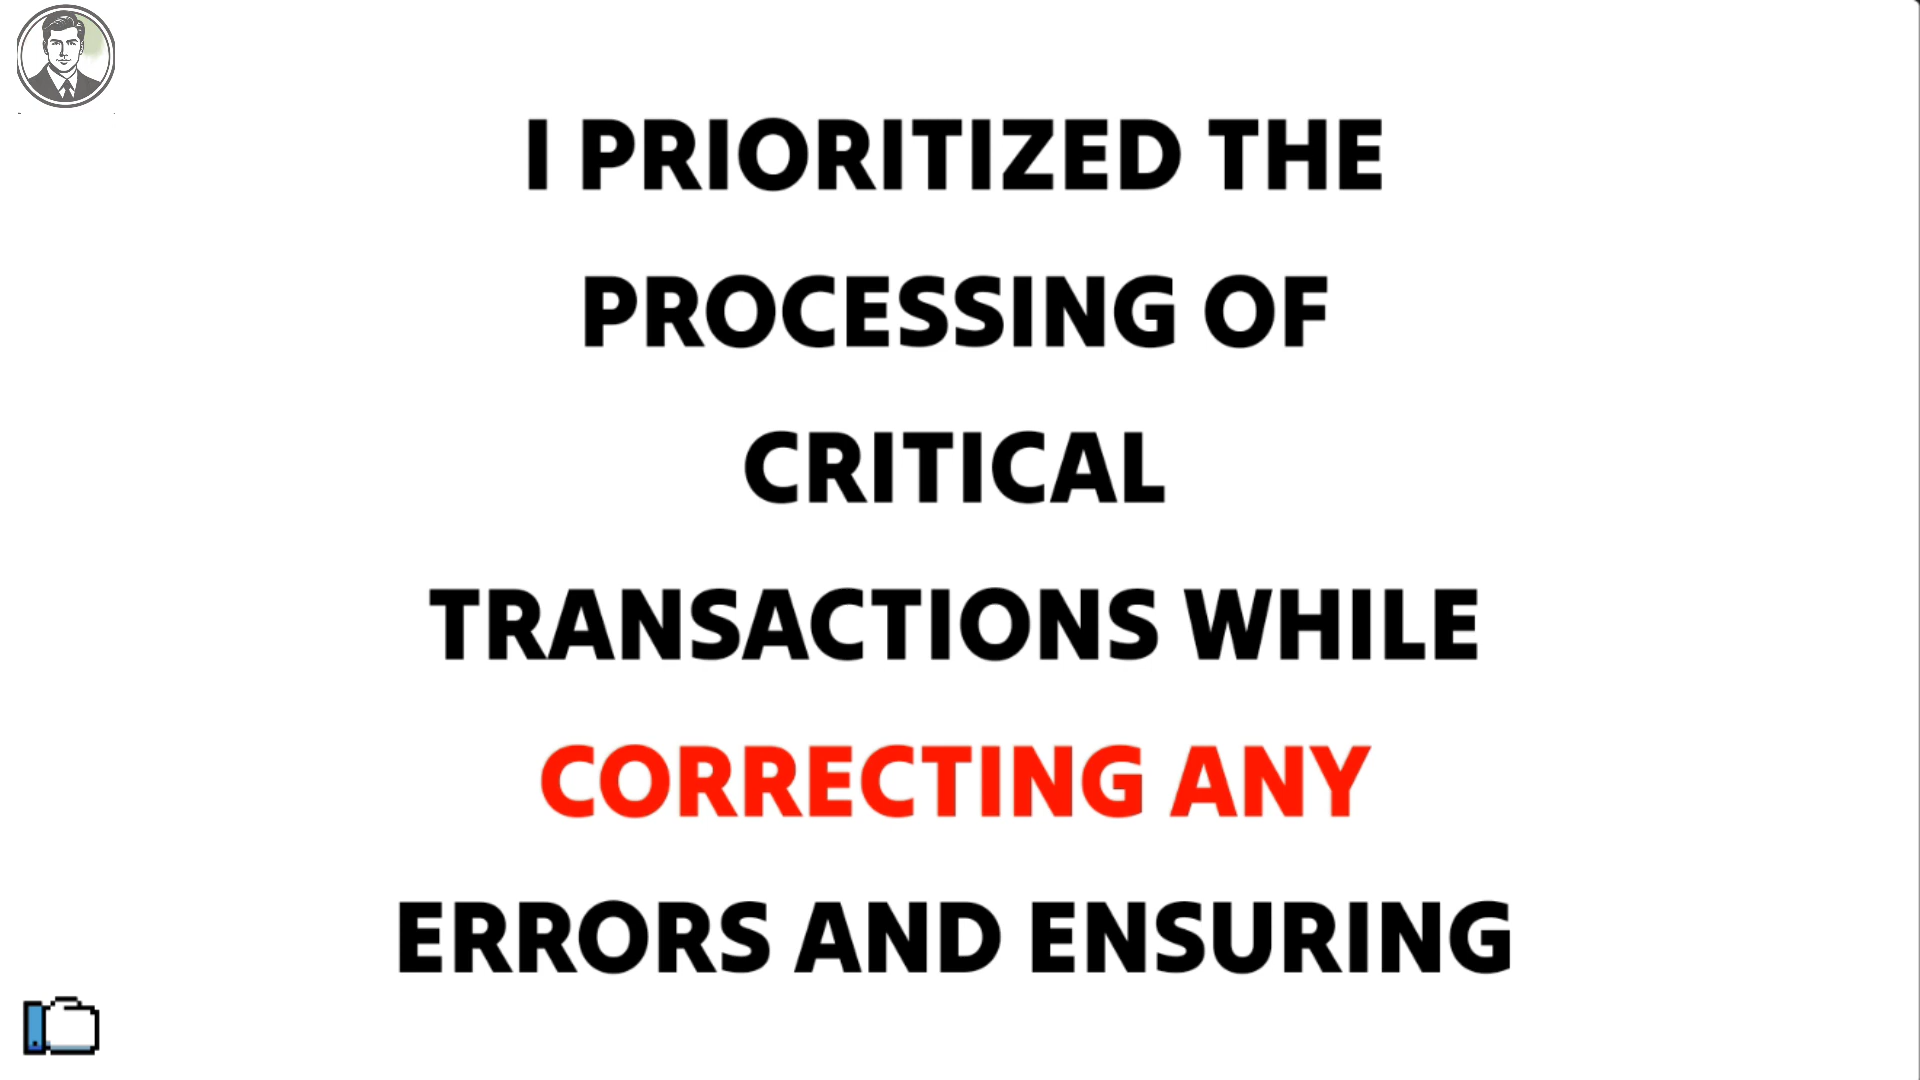 I PRIORITIZED THE
PROCESSING OF
CRITICAL
TRANSACTIONS WHILE
CORRECTING ANY
ERRORS AND ENSURING